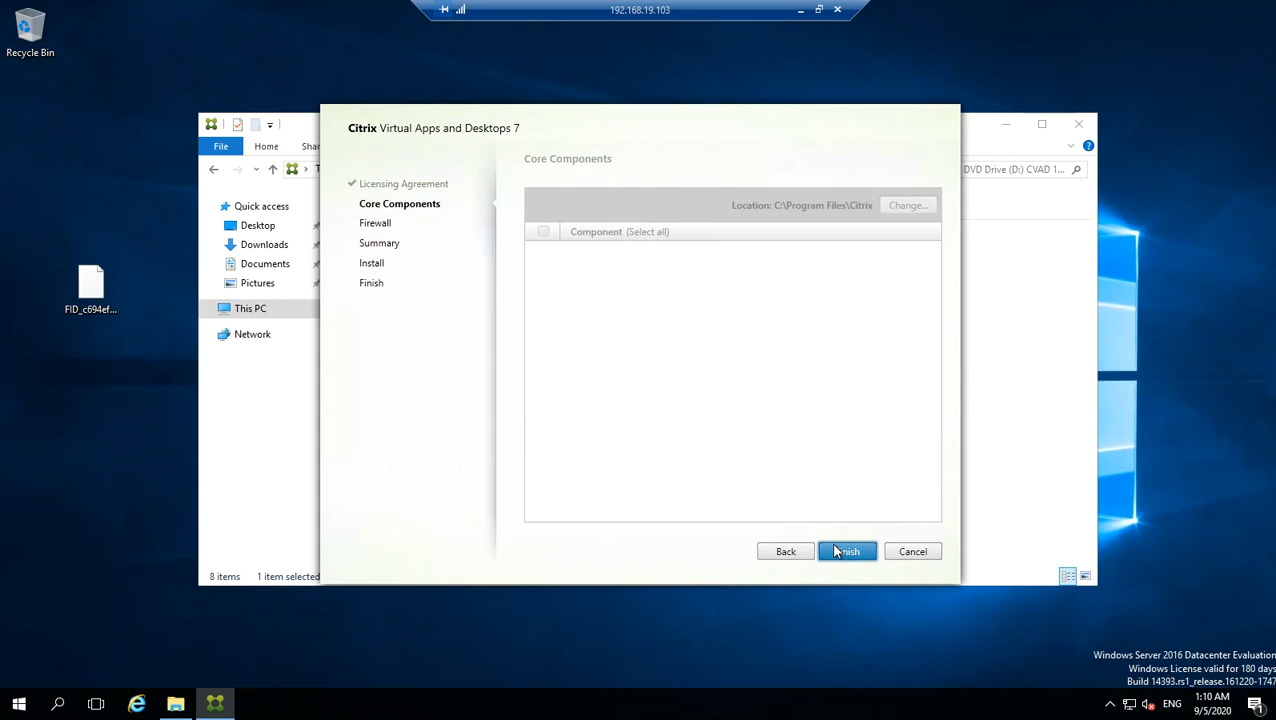 192.168.19.103
Recycle Bin
FID_c694ef...
File
Home
Quick access
Desktop
Downloads
Documents
Pictures
This PC
Network
8 items
1 item selected
DVD Drive (D:) CVAD 1...
Citrix Virtual Apps and Desktops 7
Licensing Agreement
Core Components
Firewall
Summary
Install
Finish
Core Components
Location: C:\Program Files\Citrix
Change...
Component (Select all)
Back
Finish
Cancel
Windows Server 2016 Datacenter Evaluation
Windows License valid for 180 days
Build 14393.rs1_release.161220-1747
ENG
1:10 AM
9/5/2020